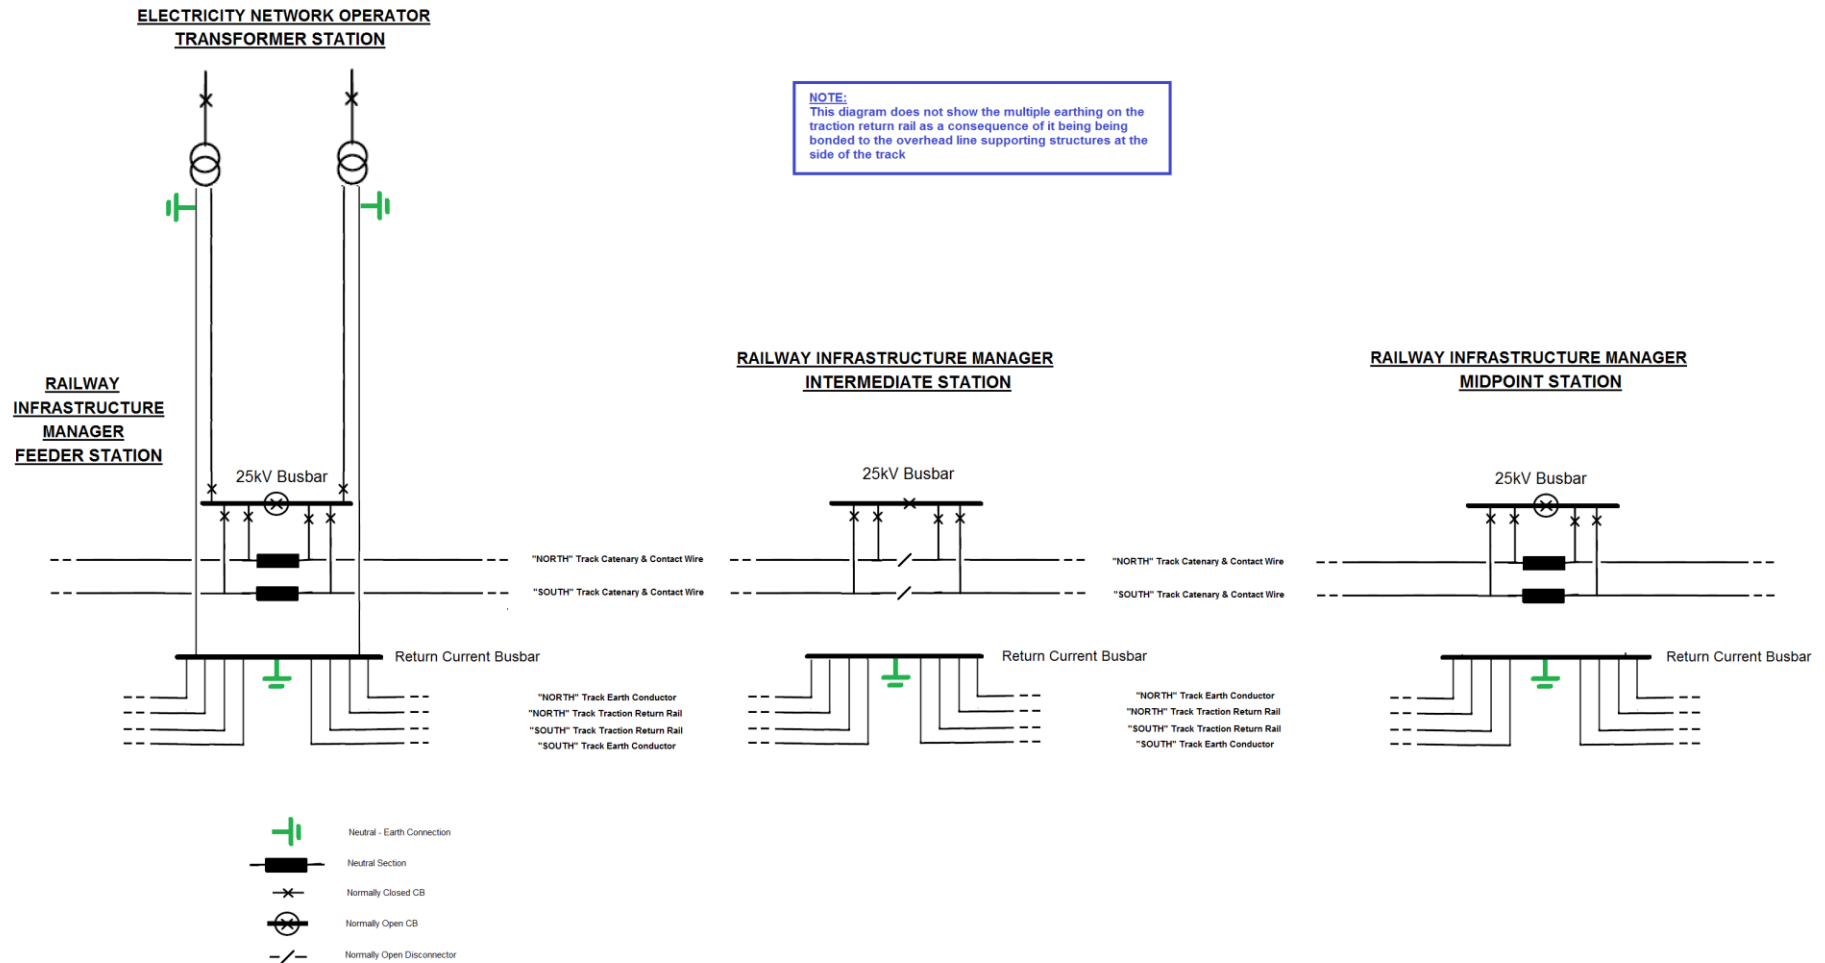 ELECTRICITY NETWORK OPERATOR
TRANSFORMER STATION
NOTE:
This diagram does not show the multiple earthing on the
traction return rail as a consequence of it being being
bonded to the overhead line supporting structures at the
side of the track
RAILWAY
INFRASTRUCTURE
MANAGER
FEEDER STATION
RAILWAY INFRASTRUCTURE MANAGER
INTERMEDIATE STATION
RAILWAY INFRASTRUCTURE MANAGER
MIDPOINT STATION
25kV Busbar
25kV Busbar
25kV Busbar
"NORTH" Track Catenary & Contact Wire
"NORTH" Track Catenary & Contact Wire
"SOUTH" Track Catenary & Contact Wire
"SOUTH" Track Catenary & Contact Wire
Return Current Busbar
Return Current Busbar
Return Current Busbar
"NORTH" Track Earth Conductor
"NORTH" Track Traction Return Rail
"SOUTH" Track Traction Return Rail
"SOUTH" Track Earth Conductor
"NORTH" Track Earth Conductor
"NORTH" Track Traction Return Rail
"SOUTH" Track Traction Return Rail
"SOUTH" Track Earth Conductor
Neutral - Earth Connection
Neutral Section
Normally Closed CB
Normally Open CB
Normally Open Disconnector